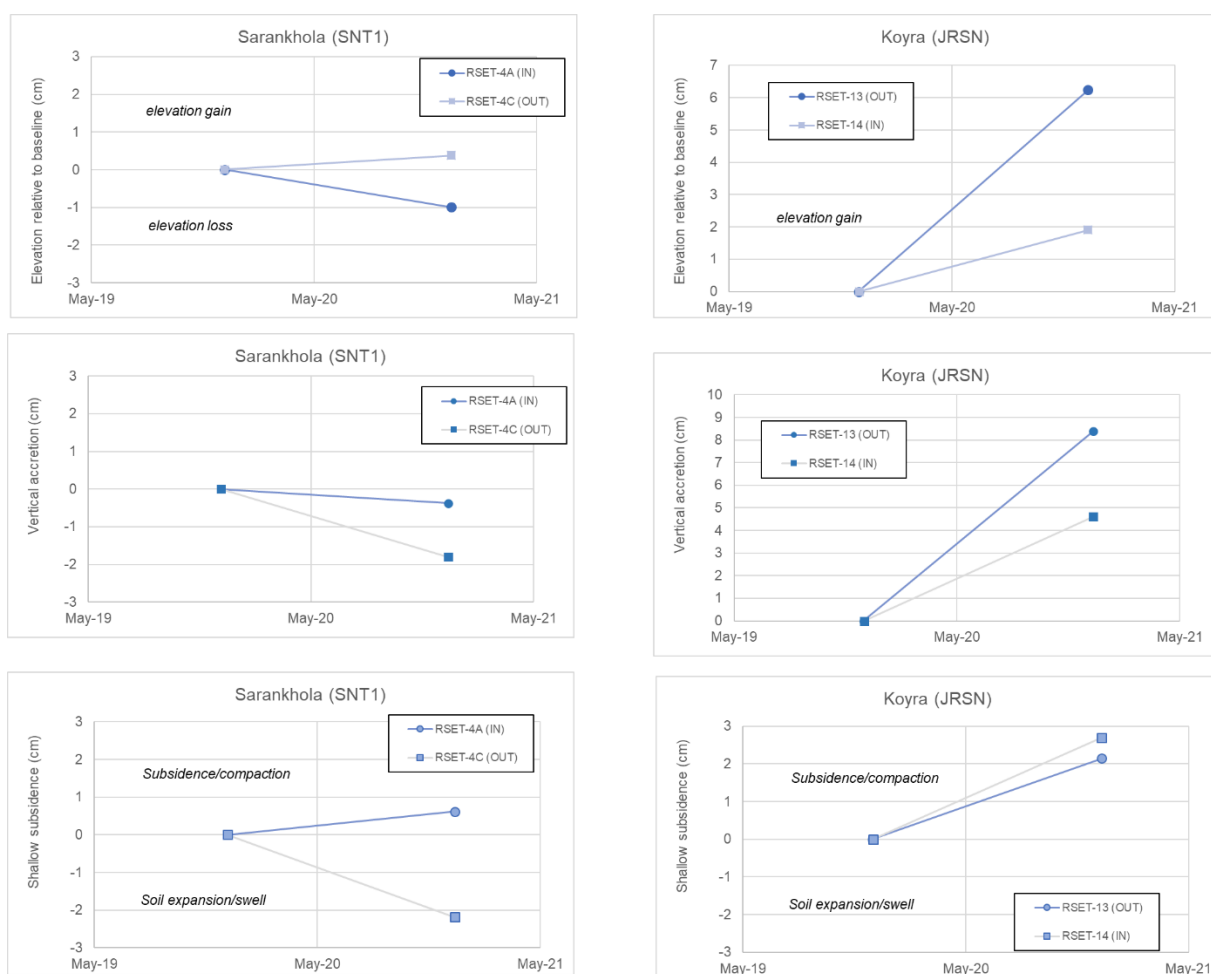 Sarankhola (SNT1)
Elevation relative to baseline (cm)
3
2
1
0
-1
-2
-3
RSET-4A (IN)
RSET-4C (OUT)
elevation gain
elevation loss
May-19 May-20 May-21
Koyra (JRSN)
Elevation relative to baseline (cm)
7
6
5
4
3
2
1
0
RSET-13 (OUT)
RSET-14 (IN)
elevation gain
May-19 May-20 May-21
Sarankhola (SNT1)
Vertical accretion (cm)
3
2
1
0
-1
-2
-3
RSET-4A (IN)
RSET-4C (OUT)
May-19 May-20 May-21
Koyra (JRSN)
Vertical accretion (cm)
10
9
8
7
6
5
4
3
2
1
0
RSET-13 (OUT)
RSET-14 (IN)
May-19 May-20 May-21
Sarankhola (SNT1)
Shallow subsidence (cm)
3
2
1
0
-1
-2
-3
RSET-4A (IN)
RSET-4C (OUT)
Subsidence/compaction
Soil expansion/swell
May-19 May-20 May-21
Koyra (JRSN)
Shallow subsidence (cm)
3
2
1
0
-1
-2
-3
Subsidence/compaction
Soil expansion/swell
RSET-13 (OUT)
RSET-14 (IN)
May-19 May-20 May-21